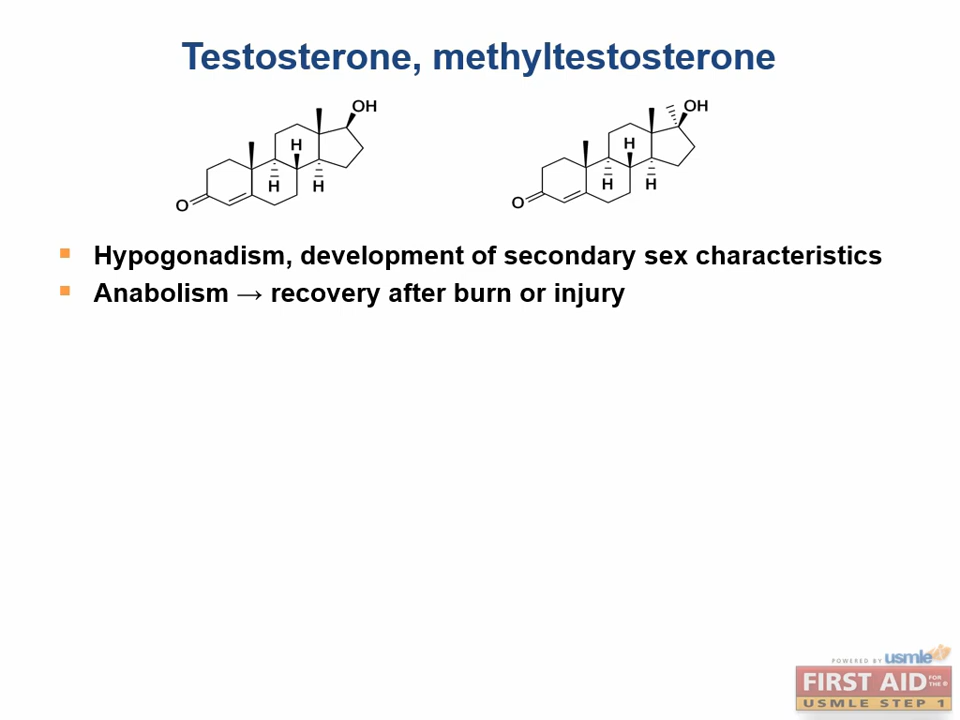 Testosterone, methyltestosterone
OH
H
H
H
O
OH
H
H
H
O
Hypogonadism, development of secondary sex characteristics
Anabolism → recovery after burn or injury
POWERED BY usmle
FIRST AID FOR THE ®
USMLE STEP 1